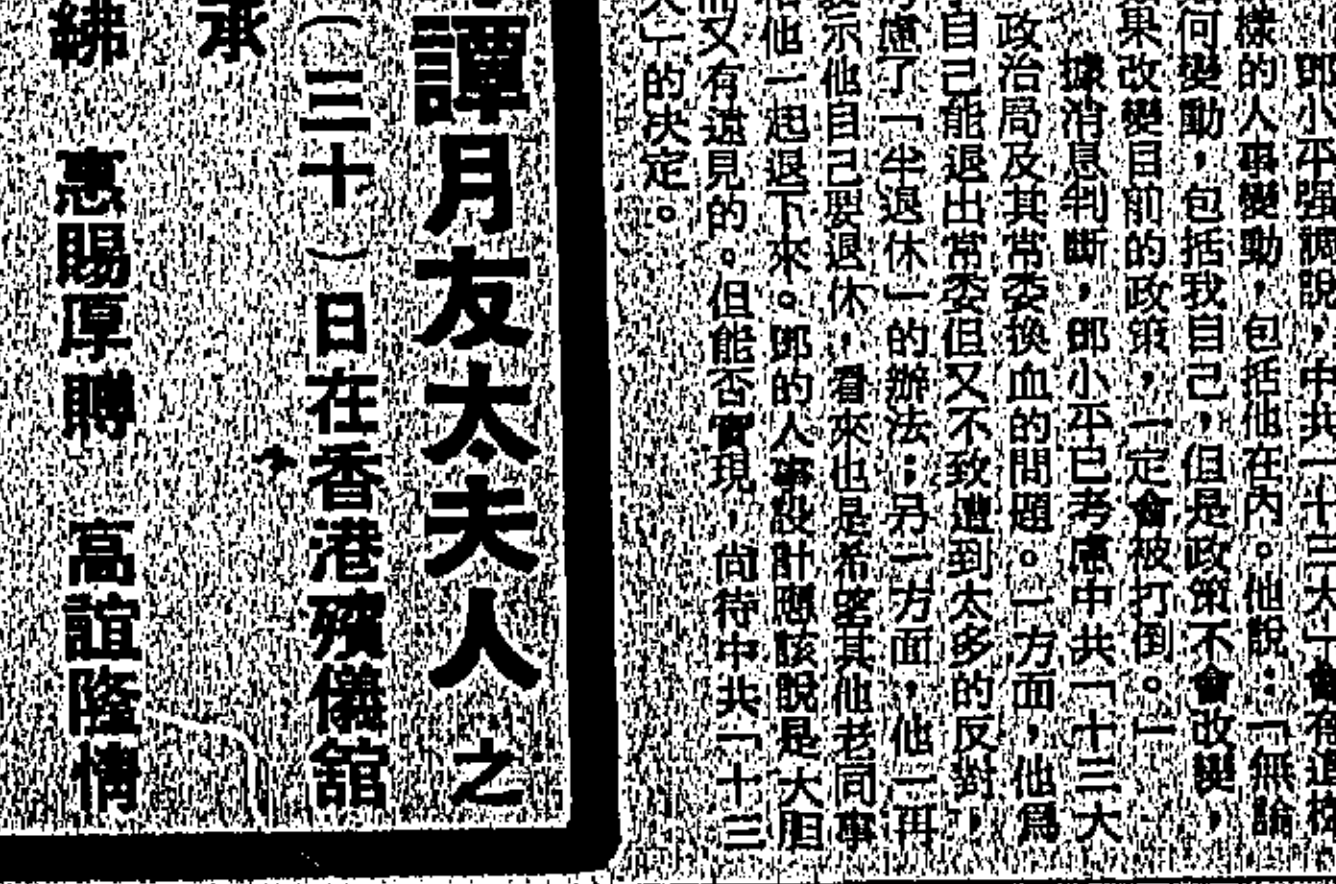 鄧小平强調說，中共「十三大」會有這樣
樣的人事變動，包括他在內。他說：「無論
何變動，包括我自己，但是政策不會改變，
果改變目前的政策，一定會被打倒。」
據消息判斷，鄧小平已考慮中共「十三大
政治局及其常委換血的問題。一方面，他爲
自己能退出常委但又不致遭到太多的反對，
慮了「半退休」的辦法；另一方面，他一再
示他自己要退休，看來也是希望其他老同事
他一起退下來。鄧的人事設計應該說是大胆
而又有遠見的。但能否實現，尚待中共「十三
大」的決定。
譚月友太夫人之
（三十）日在香港殯儀舘
承
紼 惠賜厚賻 高誼隆情